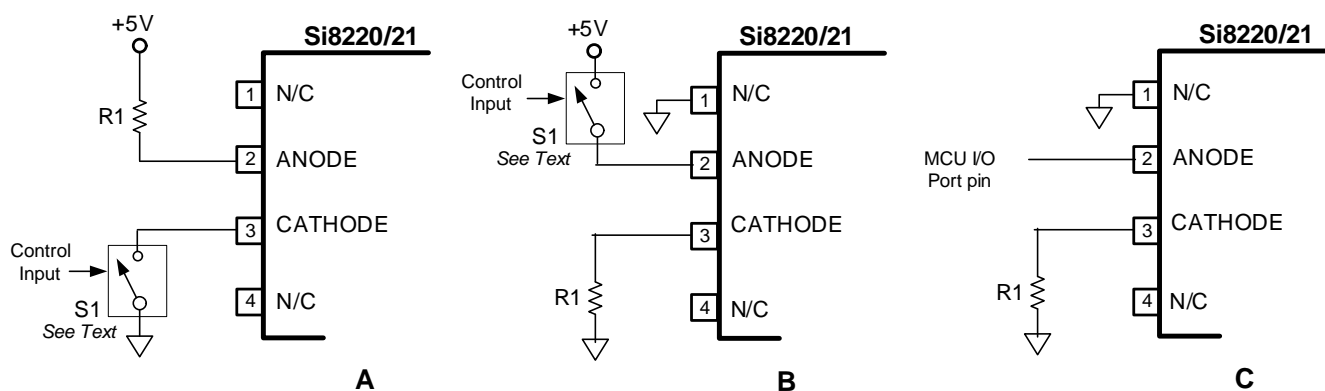 +5V
Si8220/21
R1
1 N/C
2 ANODE
3 CATHODE
4 N/C
Control
Input
S1
See Text
A
+5V
Si8220/21
Control
Input
S1
See Text
1 N/C
2 ANODE
3 CATHODE
R1
4 N/C
B
Si8220/21
1 N/C
MCU I/O
Port pin
2 ANODE
3 CATHODE
R1
4 N/C
C